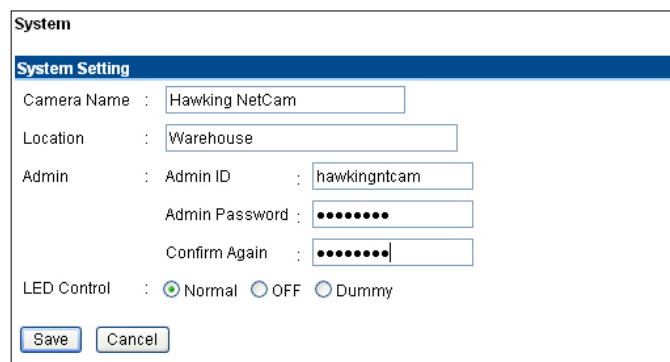 System
System Setting
Camera Name : Hawking NetCam
Location : Warehouse
Admin : Admin ID : hawkingntcam
Admin Password : ●●●●●●●●
Confirm Again : ●●●●●●●●
LED Control : Normal OFF Dummy
Save Cancel